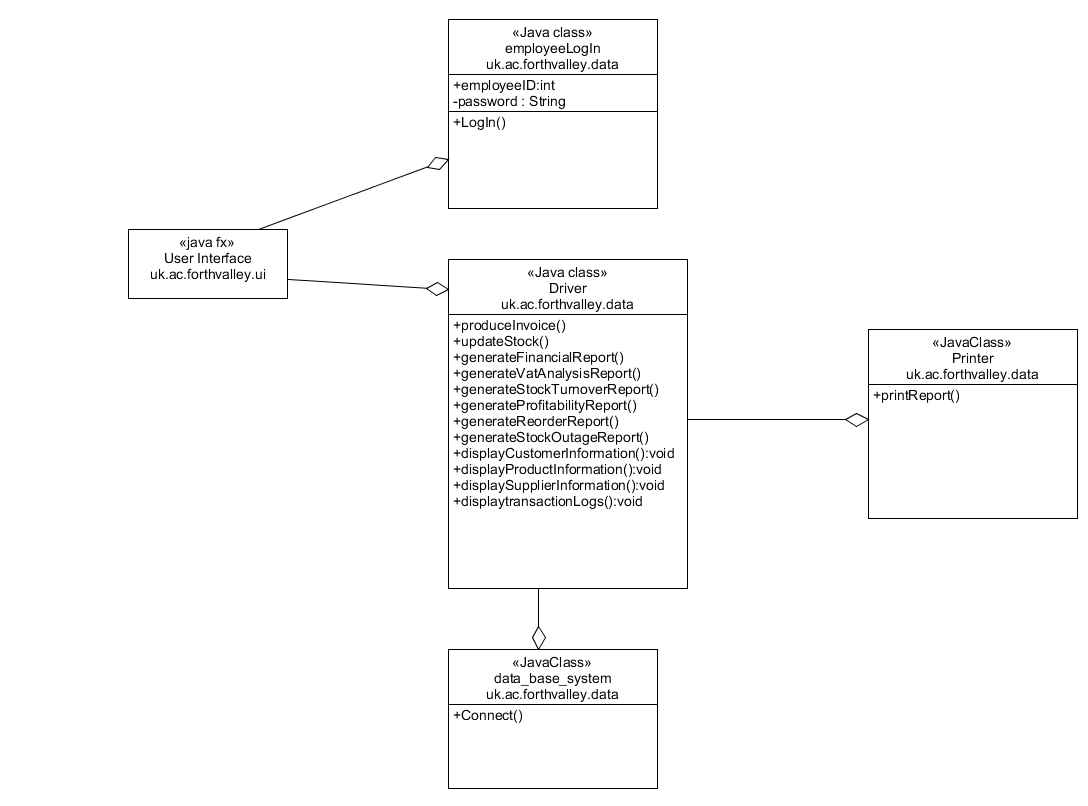 «Java class»
employeeLogIn
uk.ac.forthvalley.data
+employeeID:int
-password : String
+LogIn()
«java fx»
User Interface
uk.ac.forthvalley.ui
«Java class»
Driver
uk.ac.forthvalley.data
+produceInvoice()
+updateStock()
+generateFinancialReport()
+generateVatAnalysisReport()
+generateStockTurnoverReport()
+generateProfitabilityReport()
+generateReorderReport()
+generateStockOutageReport()
+displayCustomerInformation():void
+displayProductInformation():void
+displaySupplierInformation():void
+displaytransactionLogs():void
«JavaClass»
Printer
uk.ac.forthvalley.data
+printReport()
«JavaClass»
data_base_system
uk.ac.forthvalley.data
+Connect()